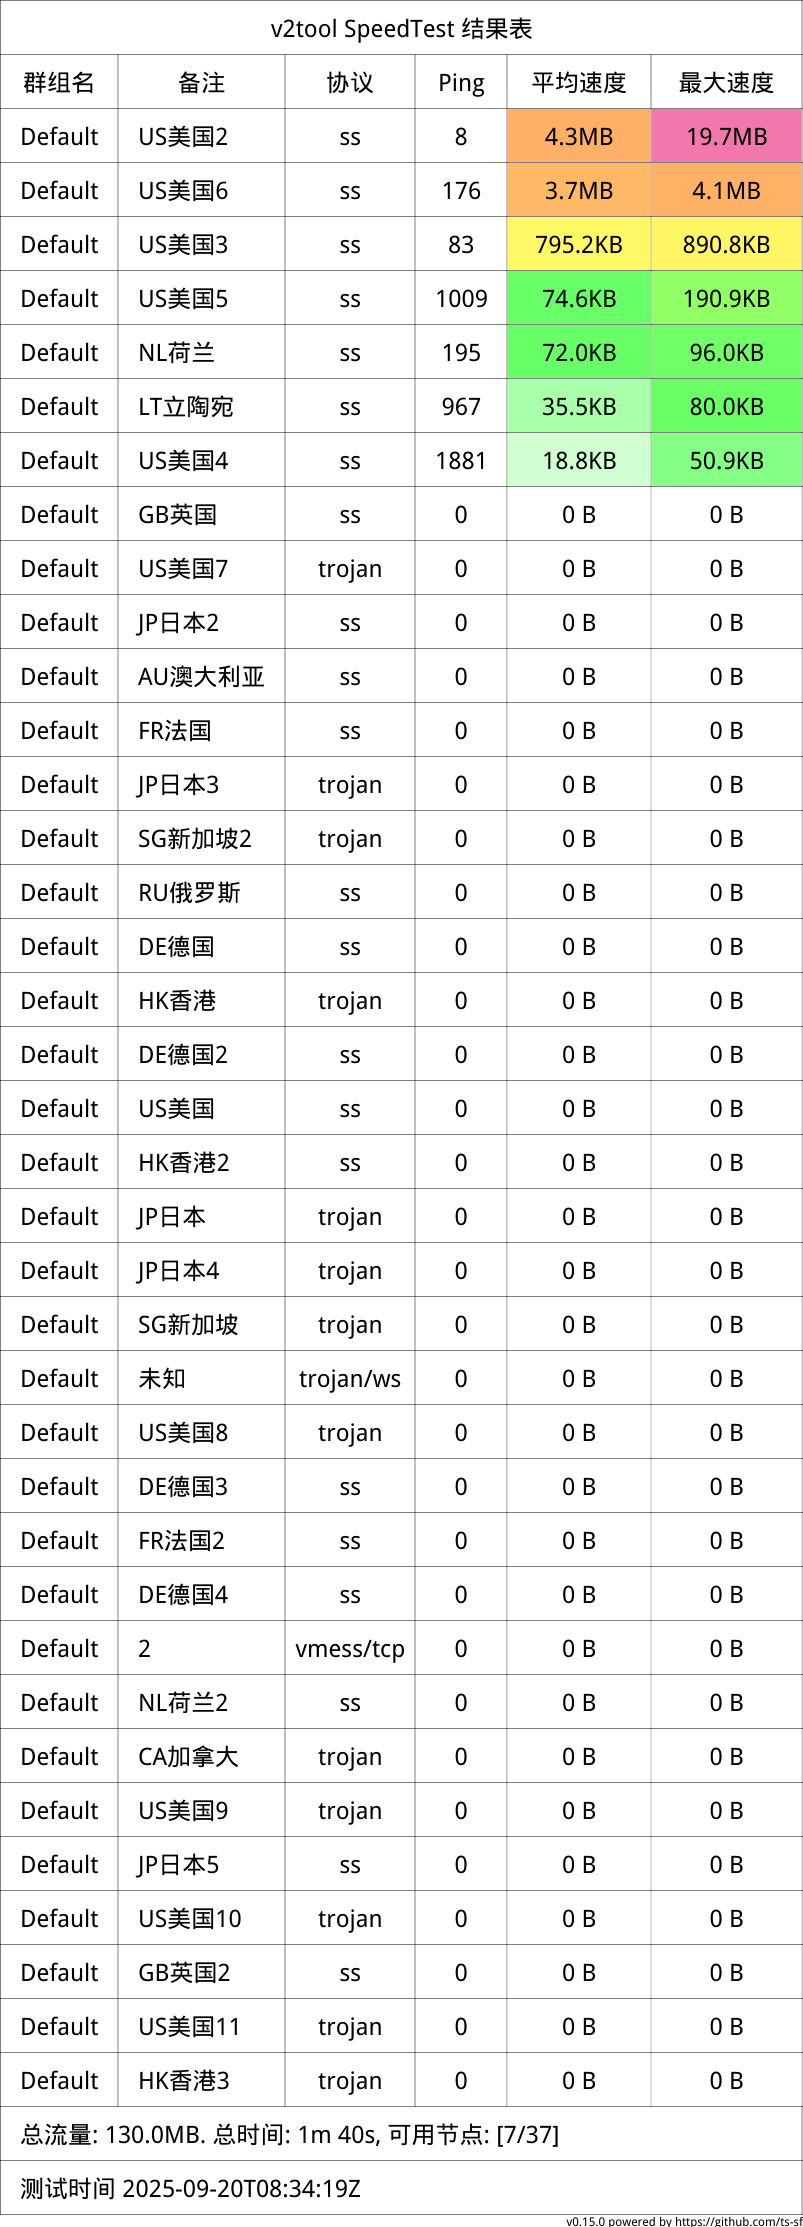 v2tool SpeedTest 结果表
群组名 备注 协议 Ping 平均速度 最大速度
Default US美国2 ss 8 4.3MB 19.7MB
Default US美国6 ss 176 3.7MB 4.1MB
Default US美国3 ss 83 795.2KB 890.8KB
Default US美国5 ss 1009 74.6KB 190.9KB
Default NL荷兰 ss 195 72.0KB 96.0KB
Default LT立陶宛 ss 967 35.5KB 80.0KB
Default US美国4 ss 1881 18.8KB 50.9KB
Default GB英国 ss 0 0 B 0 B
Default US美国7 trojan 0 0 B 0 B
Default JP日本2 ss 0 0 B 0 B
Default AU澳大利亚 ss 0 0 B 0 B
Default FR法国 ss 0 0 B 0 B
Default JP日本3 trojan 0 0 B 0 B
Default SG新加坡2 trojan 0 0 B 0 B
Default RU俄罗斯 ss 0 0 B 0 B
Default DE德国 ss 0 0 B 0 B
Default HK香港 trojan 0 0 B 0 B
Default DE德国2 ss 0 0 B 0 B
Default US美国 ss 0 0 B 0 B
Default HK香港2 ss 0 0 B 0 B
Default JP日本 trojan 0 0 B 0 B
Default JP日本4 trojan 0 0 B 0 B
Default SG新加坡 trojan 0 0 B 0 B
Default 未知 trojan/ws 0 0 B 0 B
Default US美国8 trojan 0 0 B 0 B
Default DE德国3 ss 0 0 B 0 B
Default FR法国2 ss 0 0 B 0 B
Default DE德国4 ss 0 0 B 0 B
Default 2 vmess/tcp 0 0 B 0 B
Default NL荷兰2 ss 0 0 B 0 B
Default CA加拿大 trojan 0 0 B 0 B
Default US美国9 trojan 0 0 B 0 B
Default JP日本5 ss 0 0 B 0 B
Default US美国10 trojan 0 0 B 0 B
Default GB英国2 ss 0 0 B 0 B
Default US美国11 trojan 0 0 B 0 B
Default HK香港3 trojan 0 0 B 0 B
总流量: 130.0MB. 总时间: 1m 40s, 可用节点: [7/37]
测试时间 2025-09-20T08:34:19Z
v0.15.0 powered by https://github.com/ts-sf